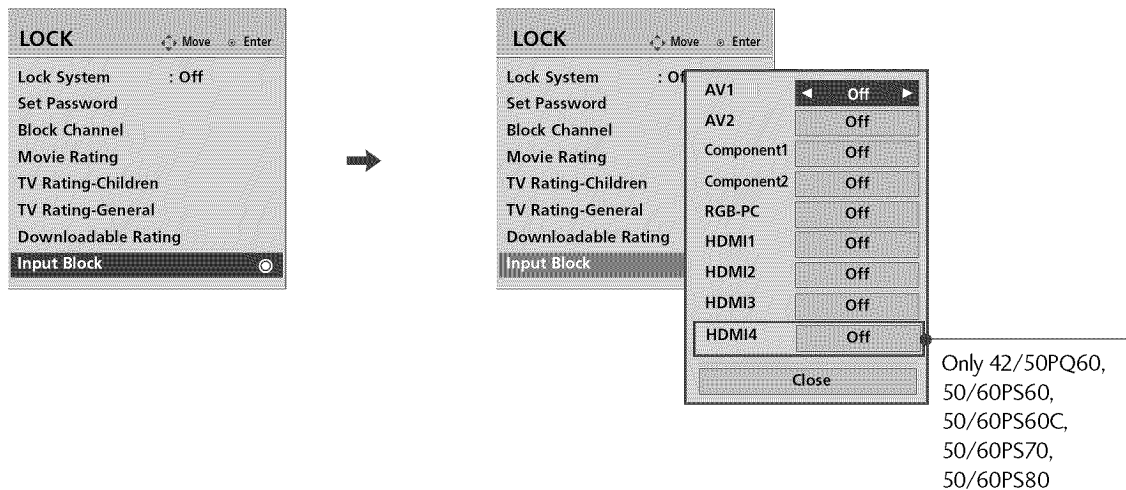 LOCK Move Enter
Lock System : Off
Set Password
Block Channel
Movie Rating
TV Rating-Children
TV Rating-General
Downloadable Rating
Input Block
LOCK Move Enter
Lock System : Of
Set Password
Block Channel
Movie Rating
TV Rating-Children
TV Rating-General
Downloadable Rating
Input Block
AV1 ◄ Off ►
AV2 Off
Component1 Off
Component2 Off
RGB-PC Off
HDMI1 Off
HDMI2 Off
HDMI3 Off
HDMI4 Off
Close
Only 42/50PQ60,
50/60PS60,
50/60PS60C,
50/60PS70,
50/60PS80